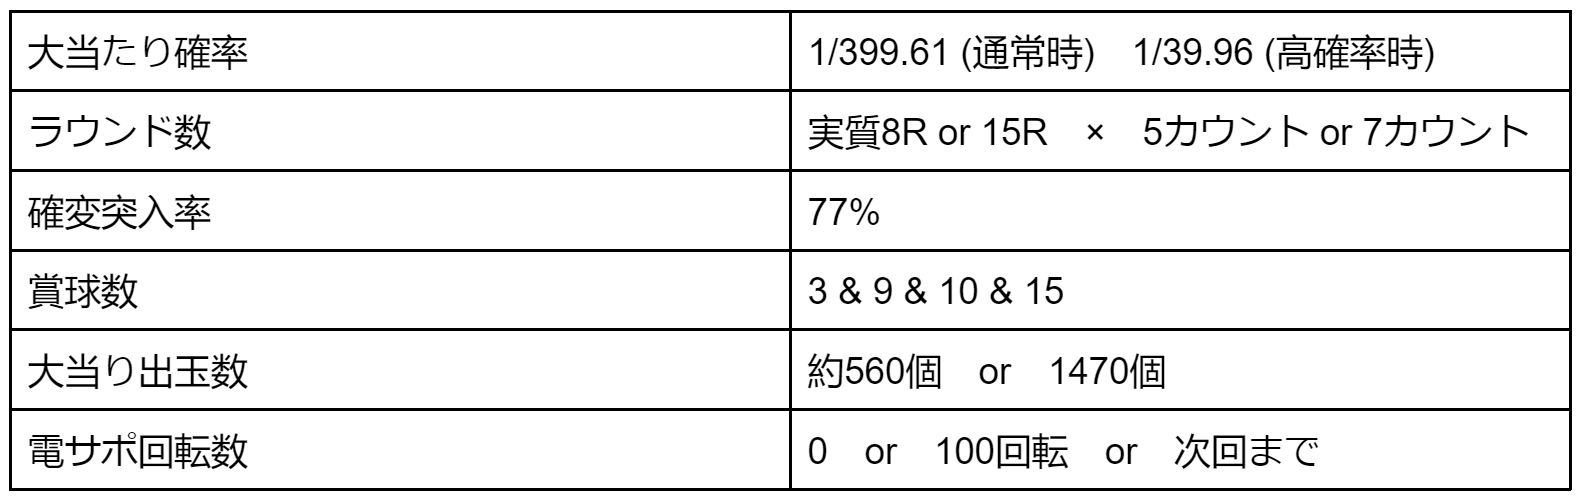 大当たり確率 1/399.61 (通常時)　1/39.96 (高確率時)
ラウンド数 実質8R or 15R　×　5カウント or 7カウント
確変突入率 77%
賞球数 3 & 9 & 10 & 15
大当り出玉数 約560個　or　1470個
電サポ回転数 0　or　100回転　or　次回まで